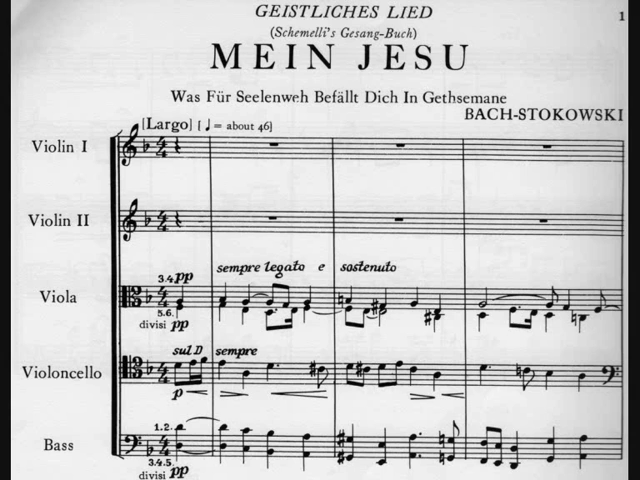 GEISTLICHES LIED
1
(Schemelli's Gesang-Buch)
MEIN JESU
Was Für Seelenweh Befällt Dich In Gethsemane
BACH-STOKOWSKI
[Largo] [♩ = about 46]
Violin I
Violin II
sempre legato e sostenuto
3.4. pp
Viola
5.6.
divisi pp
sul D sempre
Violoncello
p
1.2.
Bass
3.4.5.
divisi pp